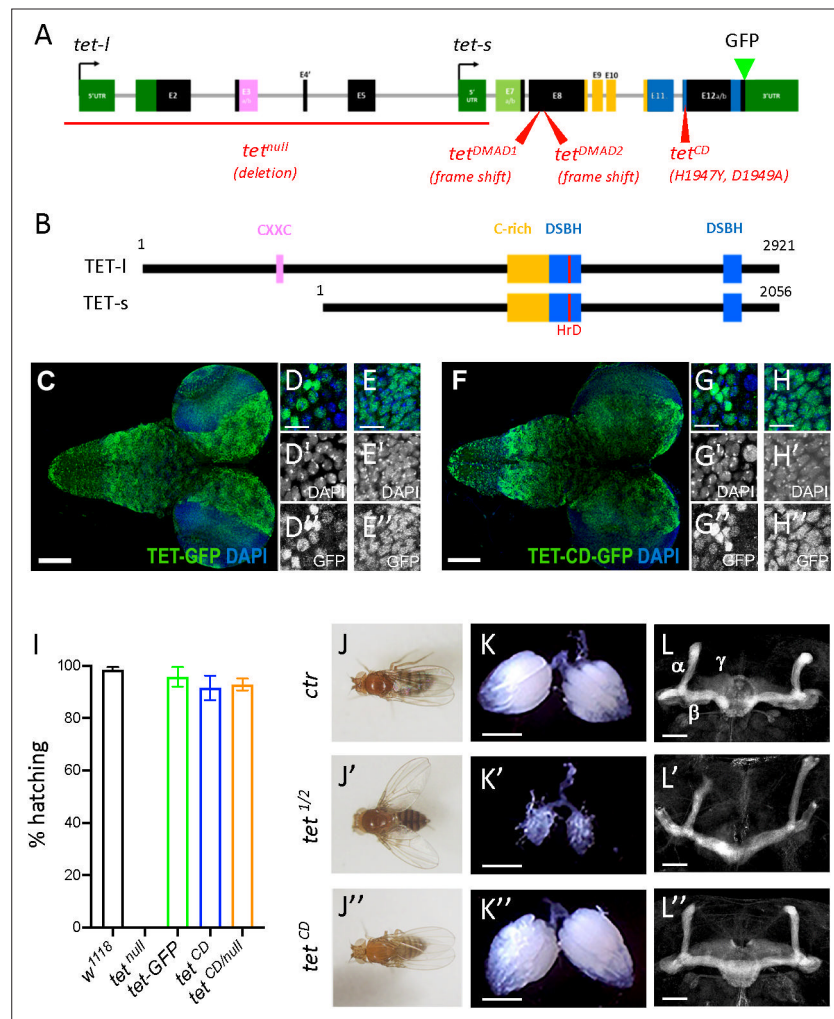 A
tet-l
tet-s
GFP
5'UTR
E2
E3
a/b
E4'
E5
5'
UTR
E7
a/b
E8
E9
E10
E11
E12a/b
3'UTR
tet^null
(deletion)
tet^DMAD1
(frame shift)
tet^DMAD2
(frame shift)
tet^CD
(H1947Y, D1949A)
B
CXXC
C-rich
DSBH
DSBH
1
2921
TET-l
1
2056
TET-s
HrD
C
TET-GFP DAPI
D
E
D'
DAPI
E'
DAPI
D''
GFP
E''
GFP
F
TET-CD-GFP DAPI
G
H
G'
DAPI
H'
DAPI
G''
GFP
H''
GFP
I
% hatching
100
80
60
40
20
0
w^1118
tet^null
tet-GFP
tet^CD
tet^CD/null
ctr
J
K
L
α
γ
β
tet^1/2
J'
K'
L'
tet^CD
J''
K''
L''